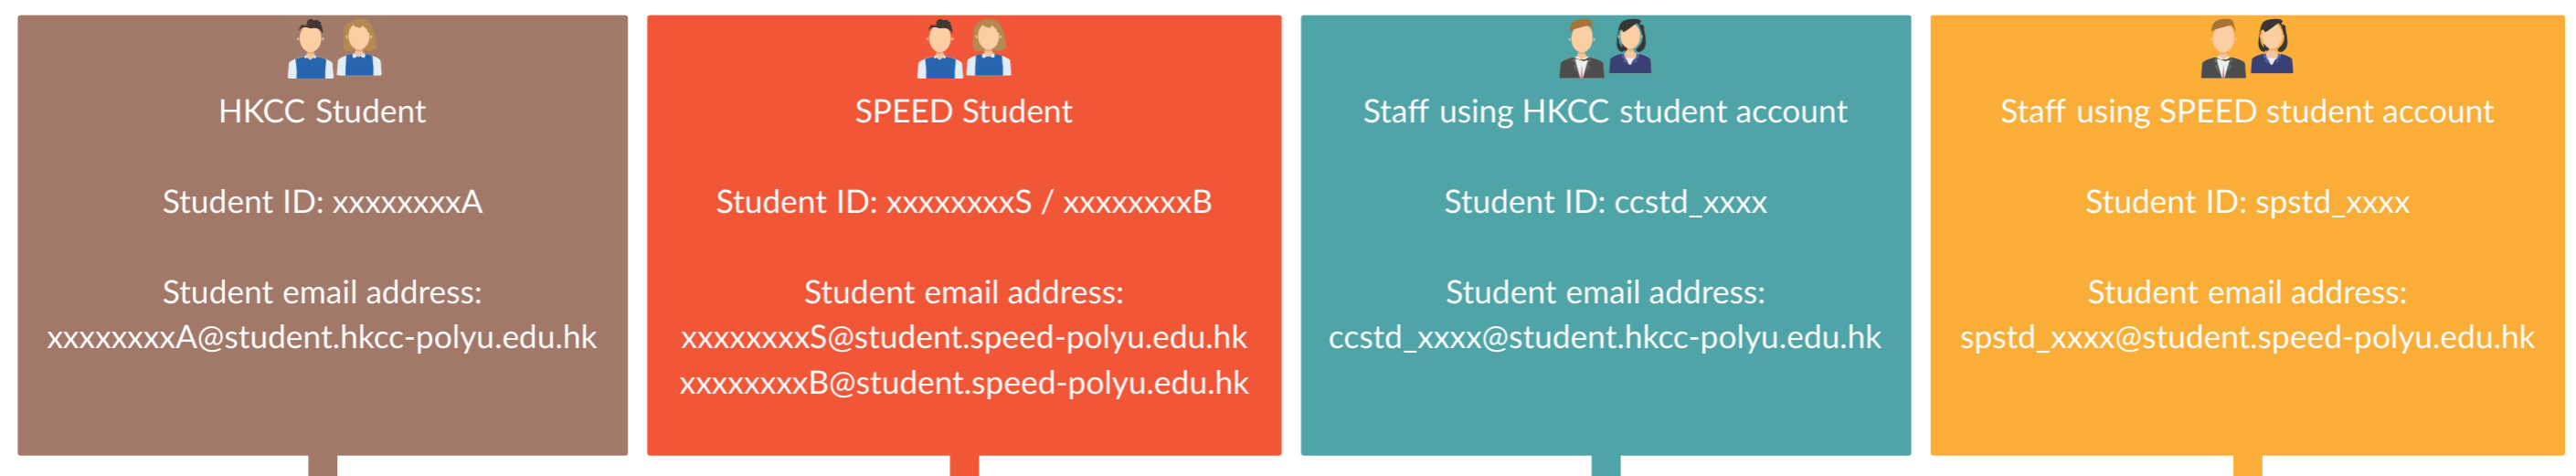 HKCC Student
Student ID: xxxxxxxxA
Student email address:
xxxxxxxxA@student.hkcc-polyu.edu.hk
SPEED Student
Student ID: xxxxxxxxS / xxxxxxxxB
Student email address:
xxxxxxxxS@student.speed-polyu.edu.hk
xxxxxxxxB@student.speed-polyu.edu.hk
Staff using HKCC student account
Student ID: ccstd_xxxx
Student email address:
ccstd_xxxx@student.hkcc-polyu.edu.hk
Staff using SPEED student account
Student ID: spstd_xxxx
Student email address:
spstd_xxxx@student.speed-polyu.edu.hk